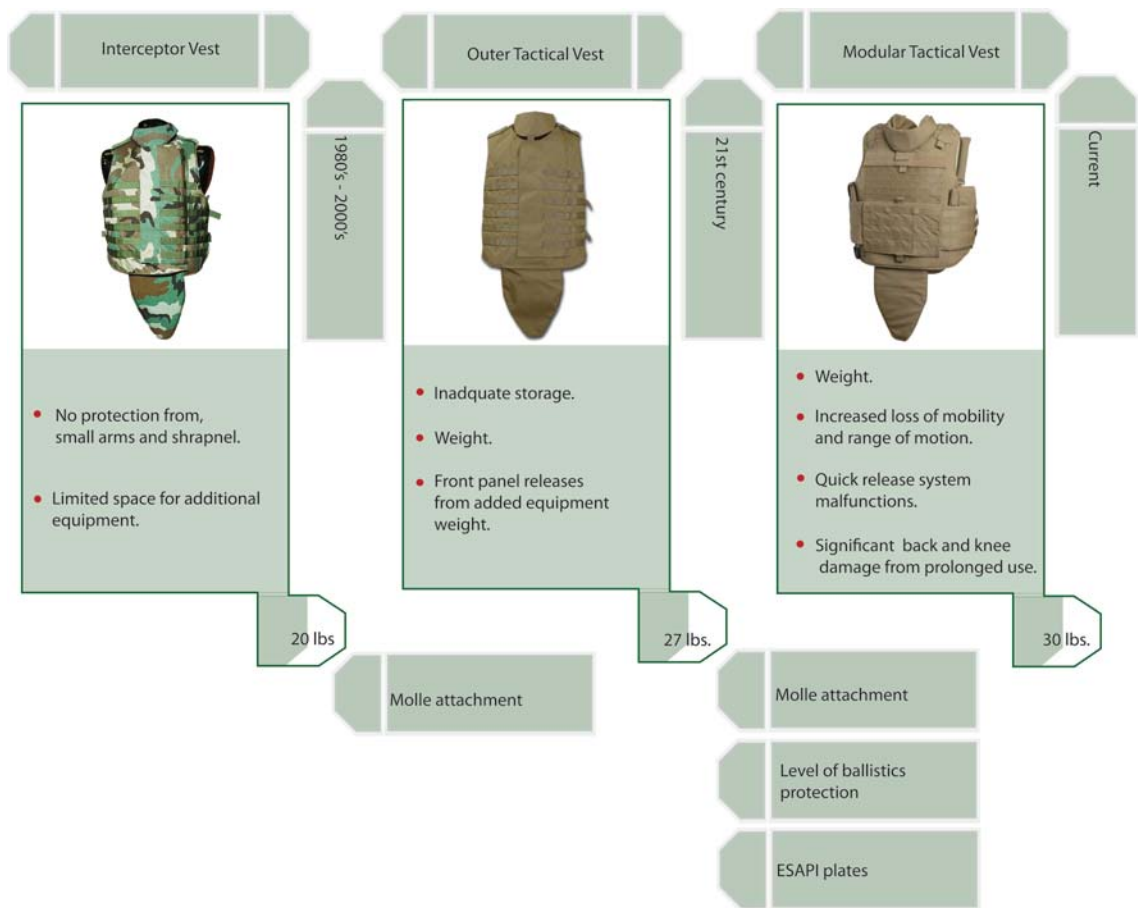 Interceptor Vest
1980's - 2000's
No protection from,
small arms and shrapnel.
Limited space for additional
equipment.
20 lbs
Outer Tactical Vest
21st century
Inadquate storage.
Weight.
Front panel releases
from added equipment
weight.
27 lbs.
Modular Tactical Vest
Current
Weight.
Increased loss of mobility
and range of motion.
Quick release system
malfunctions.
Significant back and knee
damage from prolonged use.
30 lbs.
Molle attachment
Molle attachment
Level of ballistics
protection
ESAPI plates